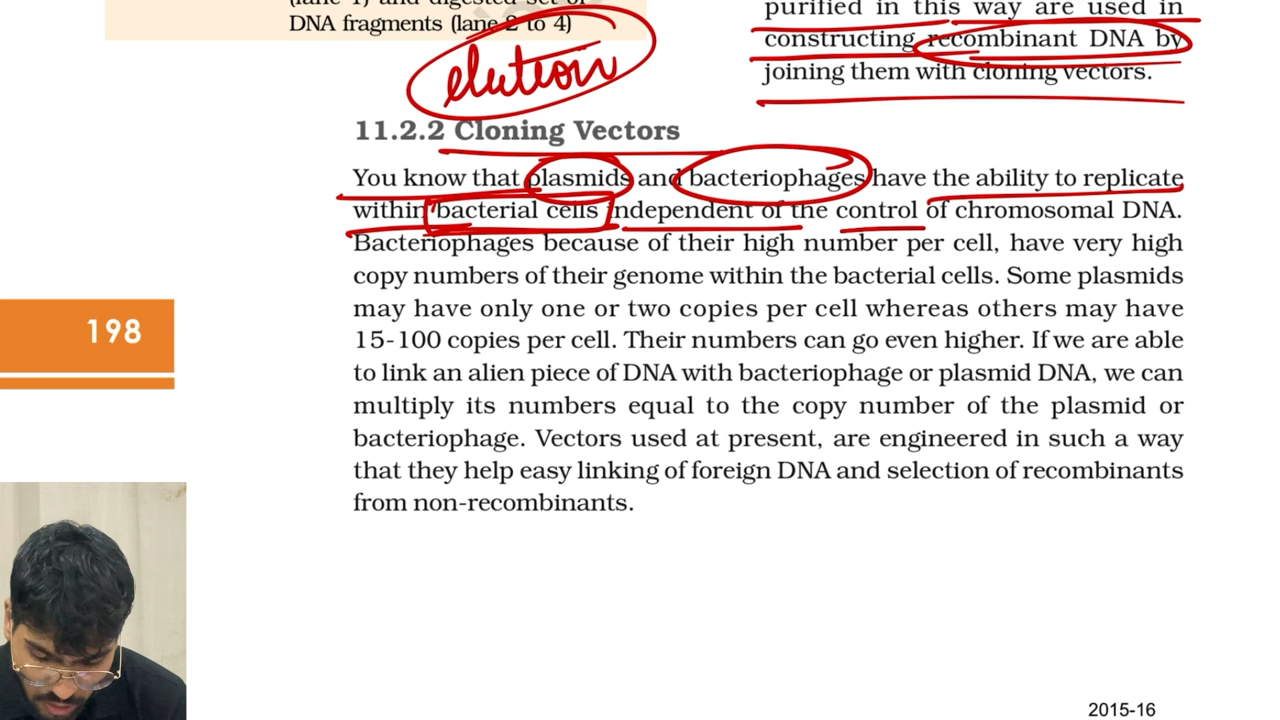 (lane 1) and digested set of
DNA fragments (lane 2 to 4)
elution
purified in this way are used in
constructing recombinant DNA by
joining them with cloning vectors.
11.2.2 Cloning Vectors
You know that plasmids and bacteriophages have the ability to replicate
within bacterial cells independent of the control of chromosomal DNA.
Bacteriophages because of their high number per cell, have very high
copy numbers of their genome within the bacterial cells. Some plasmids
may have only one or two copies per cell whereas others may have
15-100 copies per cell. Their numbers can go even higher. If we are able
to link an alien piece of DNA with bacteriophage or plasmid DNA, we can
multiply its numbers equal to the copy number of the plasmid or
bacteriophage. Vectors used at present, are engineered in such a way
that they help easy linking of foreign DNA and selection of recombinants
from non-recombinants.
198
2015-16